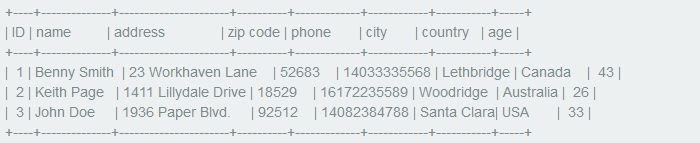 +----+---------------+-------------------------+----------+-------------+------------+-----------+-----+
| ID | name | address | zip code | phone | city | country | age |
+----+---------------+-------------------------+----------+-------------+------------+-----------+-----+
| 1 | Benny Smith | 23 Workhaven Lane | 52683 | 14033335568 | Lethbridge | Canada | 43 |
| 2 | Keith Page | 1411 Lillydale Drive | 18529 | 16172235589 | Woodridge | Australia | 26 |
| 3 | John Doe | 1936 Paper Blvd. | 92512 | 14082384788 | Santa Clara| USA | 33 |
+----+---------------+-------------------------+----------+-------------+------------+-----------+-----+